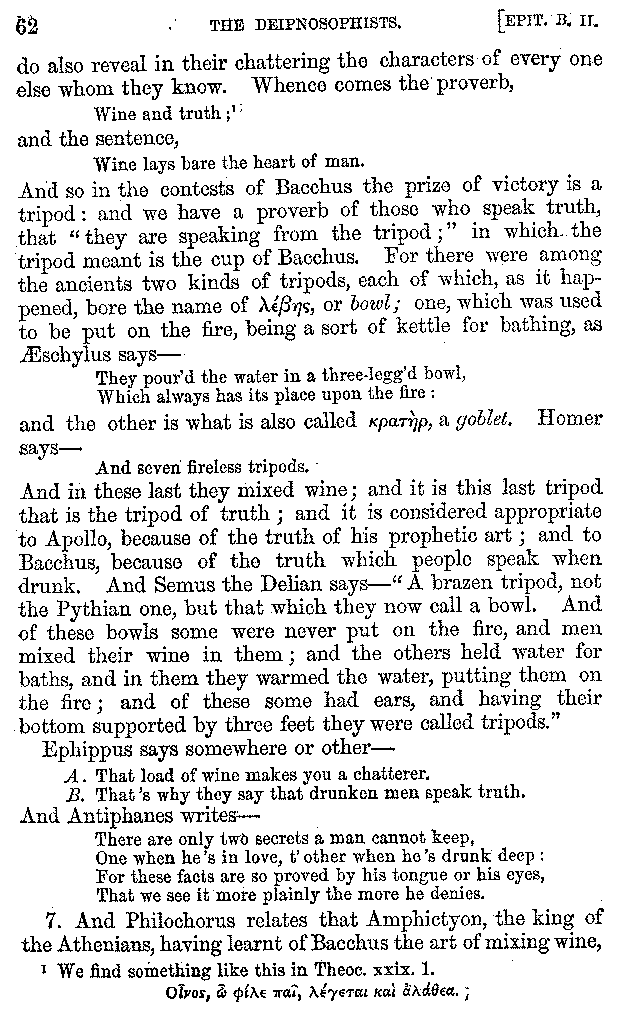 62 THE DEIPNOSOPHISTS. [EPIT. B. II.
do also reveal in their chattering the characters of every one
else whom they know. Whence comes the proverb,
Wine and truth;¹
and the sentence,
Wine lays bare the heart of man.
And so in the contests of Bacchus the prize of victory is a
tripod: and we have a proverb of those who speak truth,
that “they are speaking from the tripod;” in which the
tripod meant is the cup of Bacchus. For there were among
the ancients two kinds of tripods, each of which, as it hap-
pened, bore the name of λέβης, or bowl; one, which was used
to be put on the fire, being a sort of kettle for bathing, as
Æschylus says—
They pour'd the water in a three-legg'd bowl,
Which always has its place upon the fire:
and the other is what is also called κρατὴρ, a goblet. Homer
says—
And seven fireless tripods.
And in these last they mixed wine; and it is this last tripod
that is the tripod of truth; and it is considered appropriate
to Apollo, because of the truth of his prophetic art; and to
Bacchus, because of the truth which people speak when
drunk. And Semus the Delian says—“A brazen tripod, not
the Pythian one, but that which they now call a bowl. And
of these bowls some were never put on the fire, and men
mixed their wine in them; and the others held water for
baths, and in them they warmed the water, putting them on
the fire; and of these some had ears, and having their
bottom supported by three feet they were called tripods.”
Ephippus says somewhere or other—
A. That load of wine makes you a chatterer.
B. That's why they say that drunken men speak truth.
And Antiphanes writes—
There are only two secrets a man cannot keep,
One when he's in love, t'other when he's drunk deep:
For these facts are so proved by his tongue or his eyes,
That we see it more plainly the more he denies.
7. And Philochorus relates that Amphictyon, the king of
the Athenians, having learnt of Bacchus the art of mixing wine,
¹ We find something like this in Theoc. xxix. 1.
Οἶνος, ὦ φίλε παῖ, λέγεται καὶ ἀλάθεα. ;